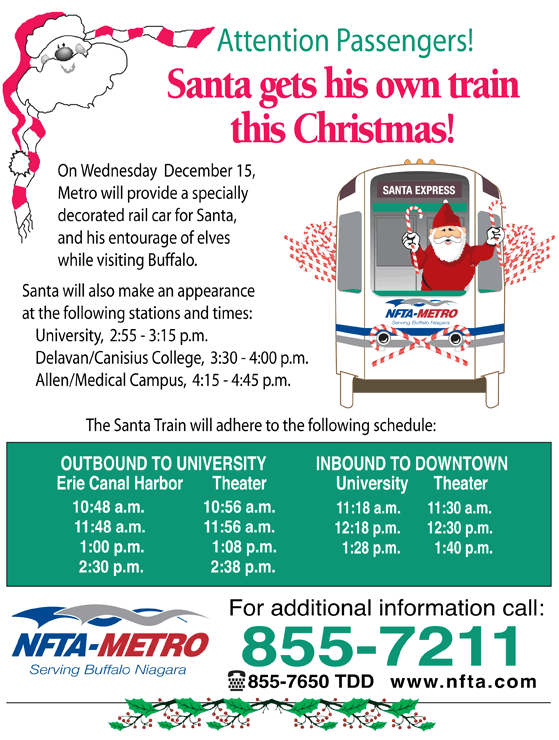 Attention Passengers!
Santa gets his own train
this Christmas!
On Wednesday December 15,
Metro will provide a specially
decorated rail car for Santa,
and his entourage of elves
while visiting Buffalo.
SANTA EXPRESS
NFTA-METRO
Serving Buffalo Niagara
Santa will also make an appearance
at the following stations and times:
University, 2:55 - 3:15 p.m.
Delavan/Canisius College, 3:30 - 4:00 p.m.
Allen/Medical Campus, 4:15 - 4:45 p.m.
The Santa Train will adhere to the following schedule:
OUTBOUND TO UNIVERSITY
Erie Canal Harbor Theater
10:48 a.m. 10:56 a.m.
11:48 a.m. 11:56 a.m.
1:00 p.m. 1:08 p.m.
2:30 p.m. 2:38 p.m.
INBOUND TO DOWNTOWN
University Theater
11:18 a.m. 11:30 a.m.
12:18 p.m. 12:30 p.m.
1:28 p.m. 1:40 p.m.
NFTA-METRO
Serving Buffalo Niagara
For additional information call:
855-7211
855-7650 TDD www.nfta.com